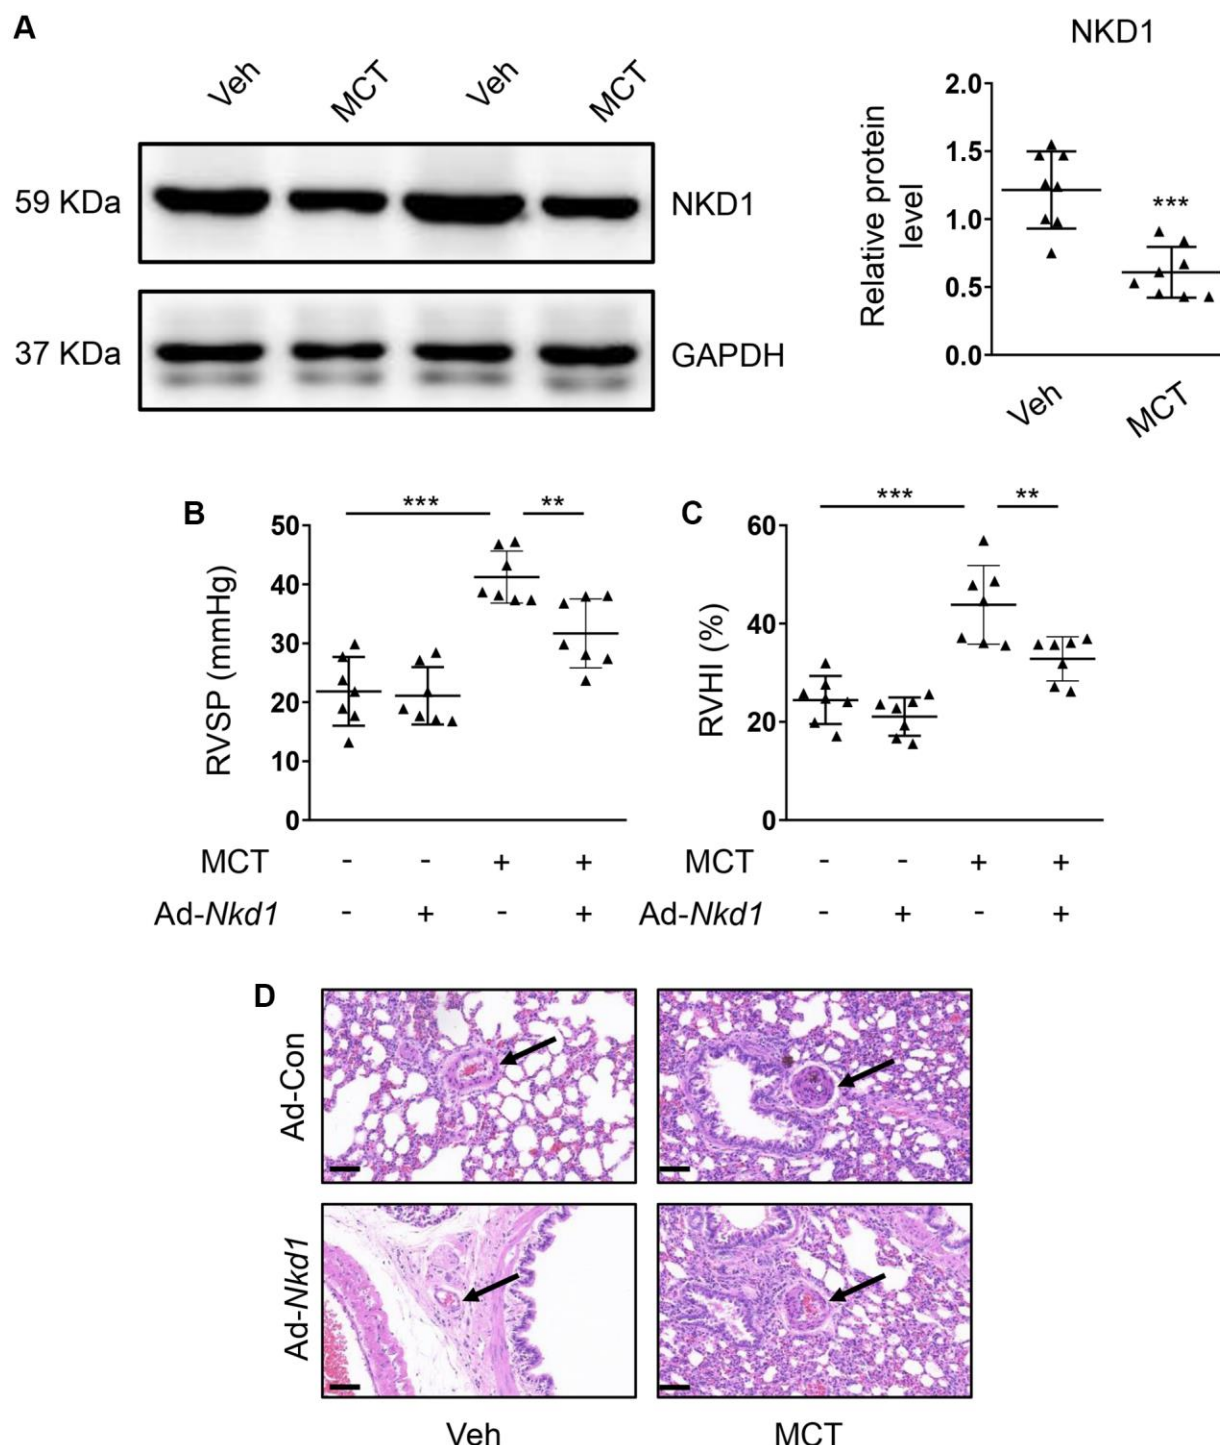 A
Veh MCT Veh MCT
59 KDa NKD1
37 KDa GAPDH
NKD1
Relative protein
level
2.0
1.5
1.0
0.5
0.0
***
Veh MCT
B
*** **
RVSP (mmHg)
50
40
30
20
10
0
MCT - - + +
Ad-Nkd1 - + - +
C
*** **
RVHI (%)
60
40
20
0
MCT - - + +
Ad-Nkd1 - + - +
D
Ad-Con
Ad-Nkd1
Veh MCT